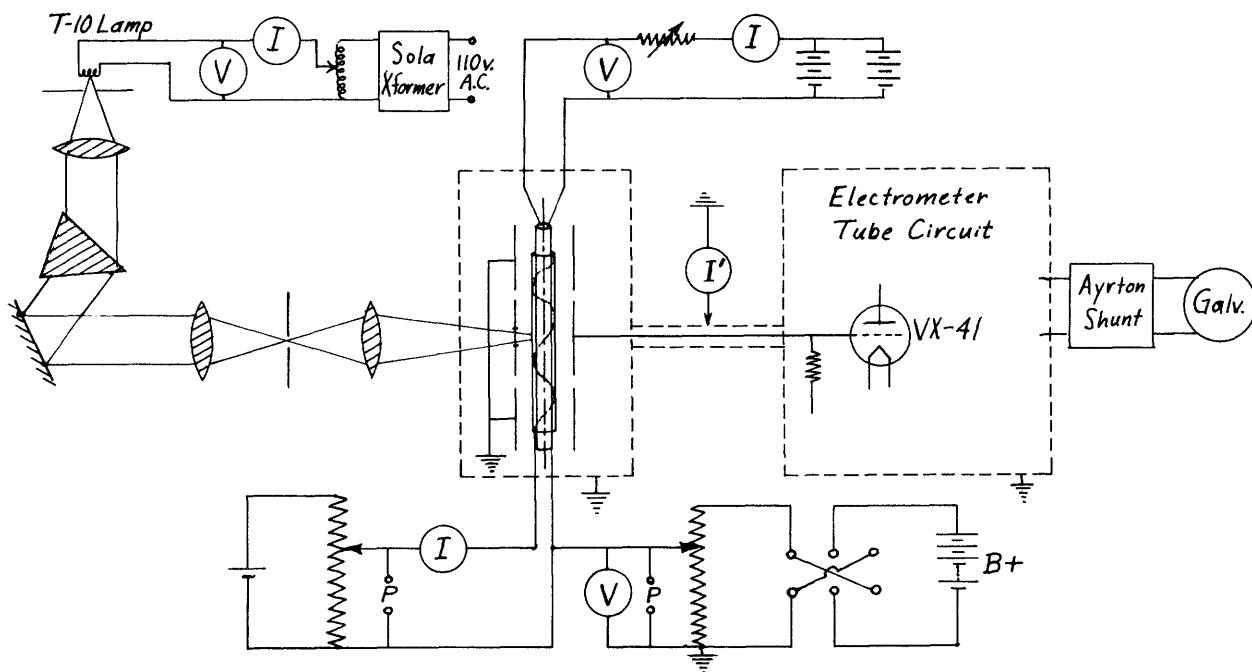 T-10 Lamp
I
V
Sola
Xformer
110v.
A.C.
V
I
Electrometer
Tube Circuit
I'
VX-41
Ayrton
Shunt
Galv.
I
P
V
P
B+